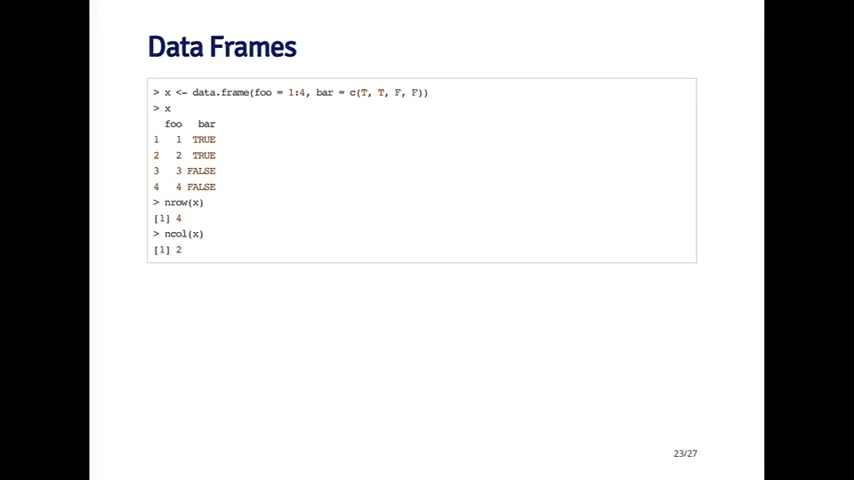 Data Frames
> x <- data.frame(foo = 1:4, bar = c(T, T, F, F))
> x
  foo   bar
1   1  TRUE
2   2  TRUE
3   3 FALSE
4   4 FALSE
> nrow(x)
[1] 4
> ncol(x)
[1] 2
23/27